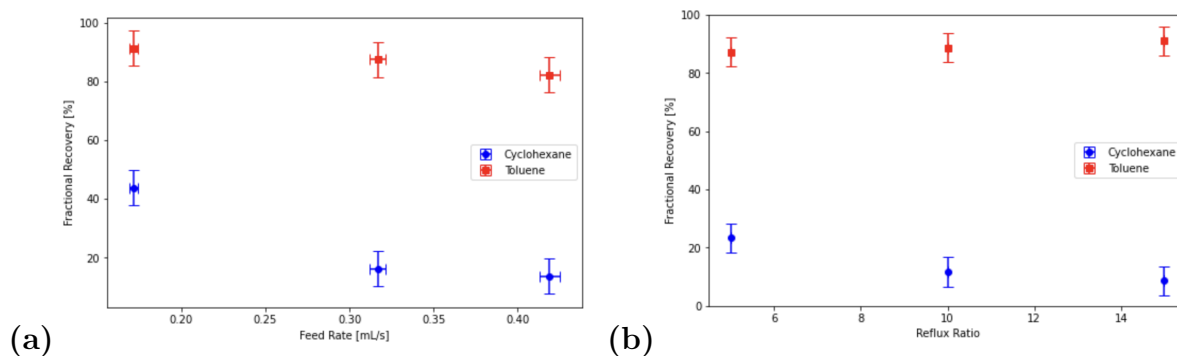 100
80
60
40
20
Fractional Recovery [%]
0.20 0.25 0.30 0.35 0.40
Feed Rate [mL/s]
Cyclohexane
Toluene
(a)
100
80
60
40
20
0
Fractional Recovery [%]
6 8 10 12 14
Reflux Ratio
Cyclohexane
Toluene
(b)